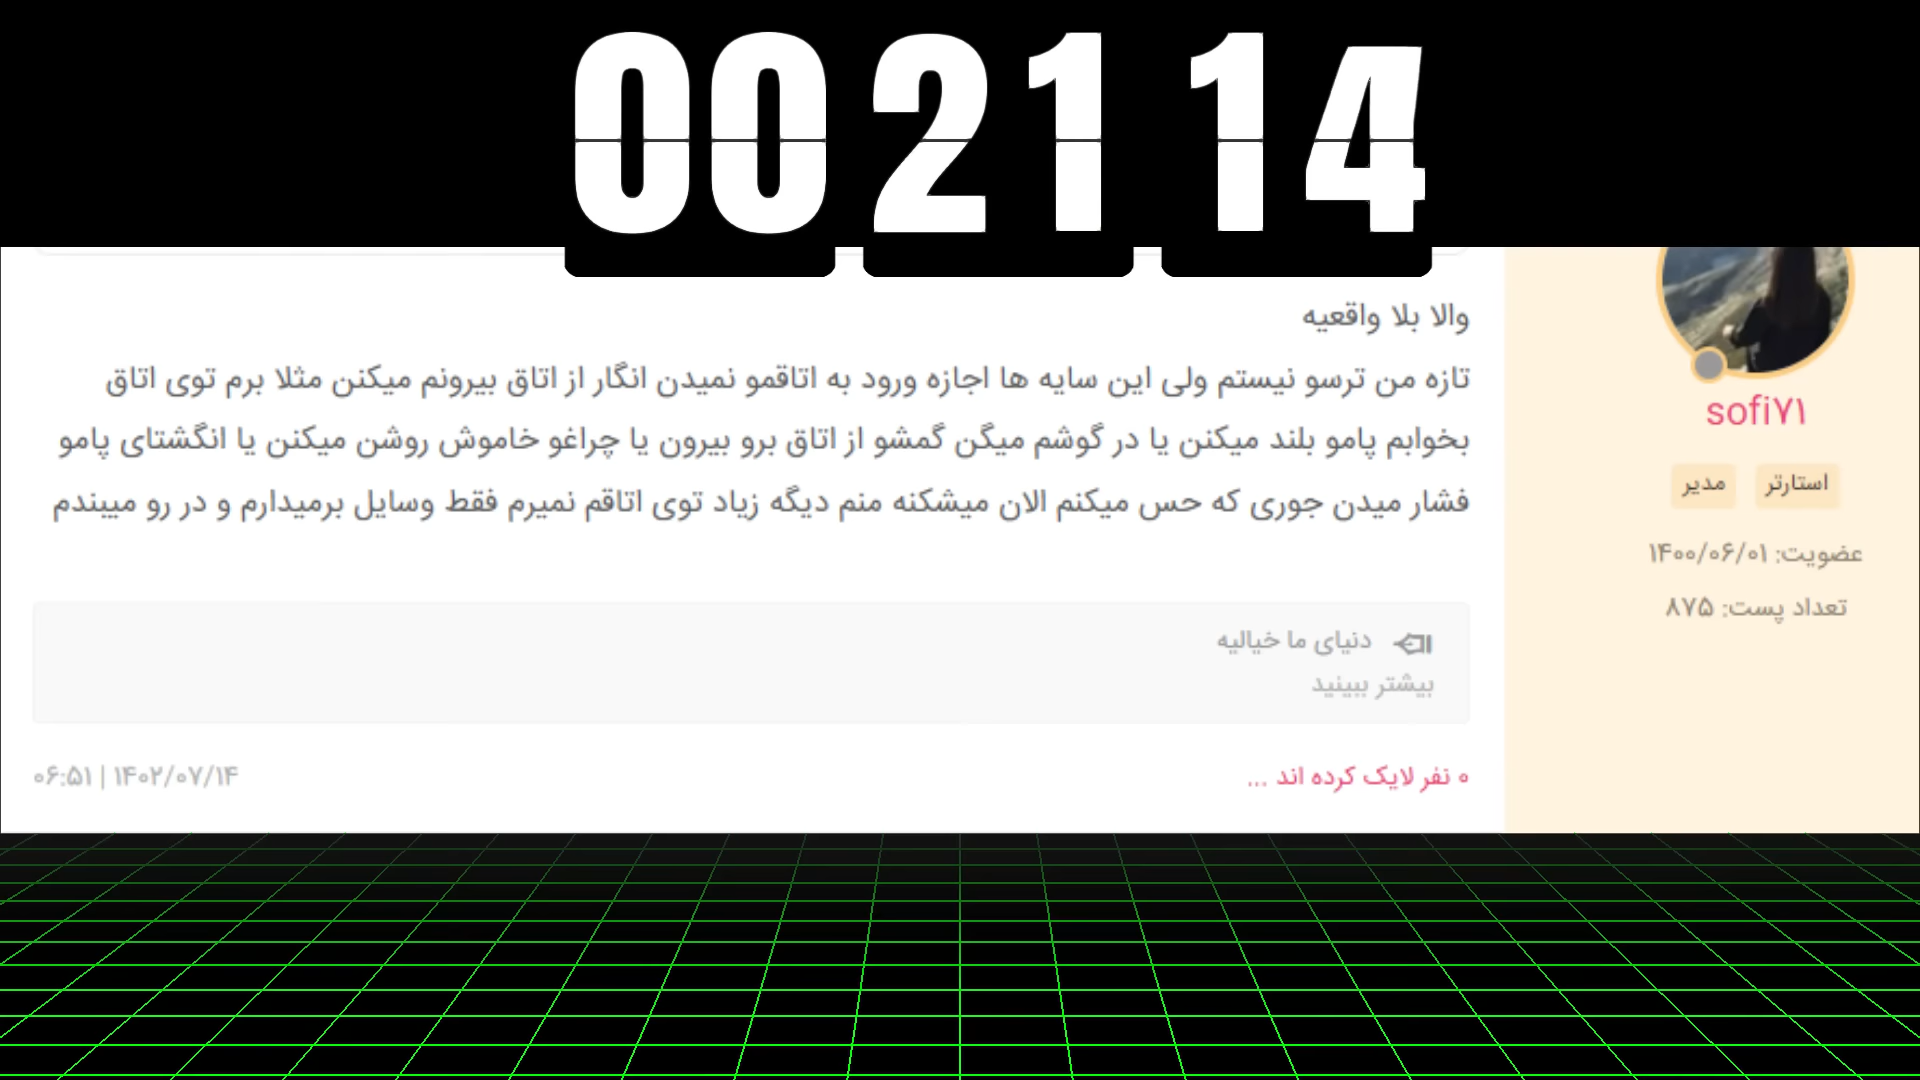 00 21 14
والا بلا واقعیه
تازه من ترسو نیستم ولی این سایه ها اجازه ورود به اتاقمو نمیدن انگار از اتاق بیرونم میکنن مثلا برم توی اتاق
بخوابم پامو بلند میکنن یا در گوشم میگن گمشو از اتاق برو بیرون یا چراغو خاموش روشن میکنن یا انگشتای پامو
فشار میدن جوری که حس میکنم الان میشکنه منم دیگه زیاد توی اتاقم نمیرم فقط وسایل برمیدارم و در رو میبندم
دنیای ما خیالیه
بیشتر ببینید
۰ نفر لایک کرده اند ...
۱۴۰۲/۰۷/۱۴ | ۰۶:۵۱
sofi۷۱
استارتر
مدیر
عضویت: ۱۴۰۰/۰۶/۰۱
تعداد پست: ۸۷۵